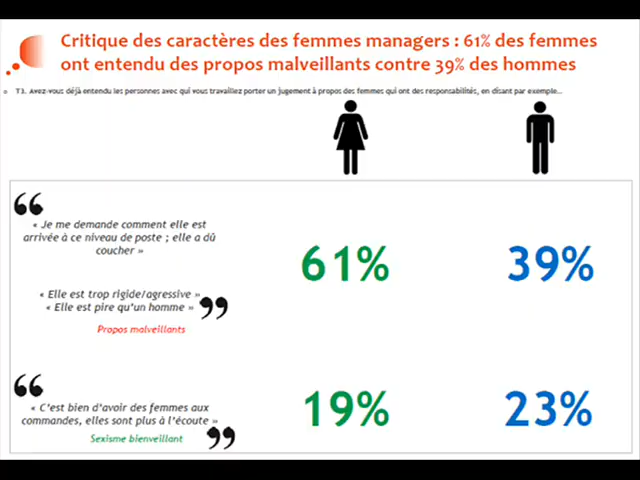 Critique des caractères des femmes managers : 61% des femmes
ont entendu des propos malveillants contre 39% des hommes
T3. Avez-vous déjà entendu les personnes avec qui vous travaillez porter un jugement à propos des femmes qui ont des responsabilités, en disant par exemple…
“
« Je me demande comment elle est
arrivée à ce niveau de poste ; elle a dû
coucher »
61%
39%
« Elle est trop rigide/agressive »
« Elle est pire qu’un homme »
”
Propos malveillants
“
« C’est bien d’avoir des femmes aux
commandes, elles sont plus à l’écoute »
19%
23%
Sexisme bienveillant
”